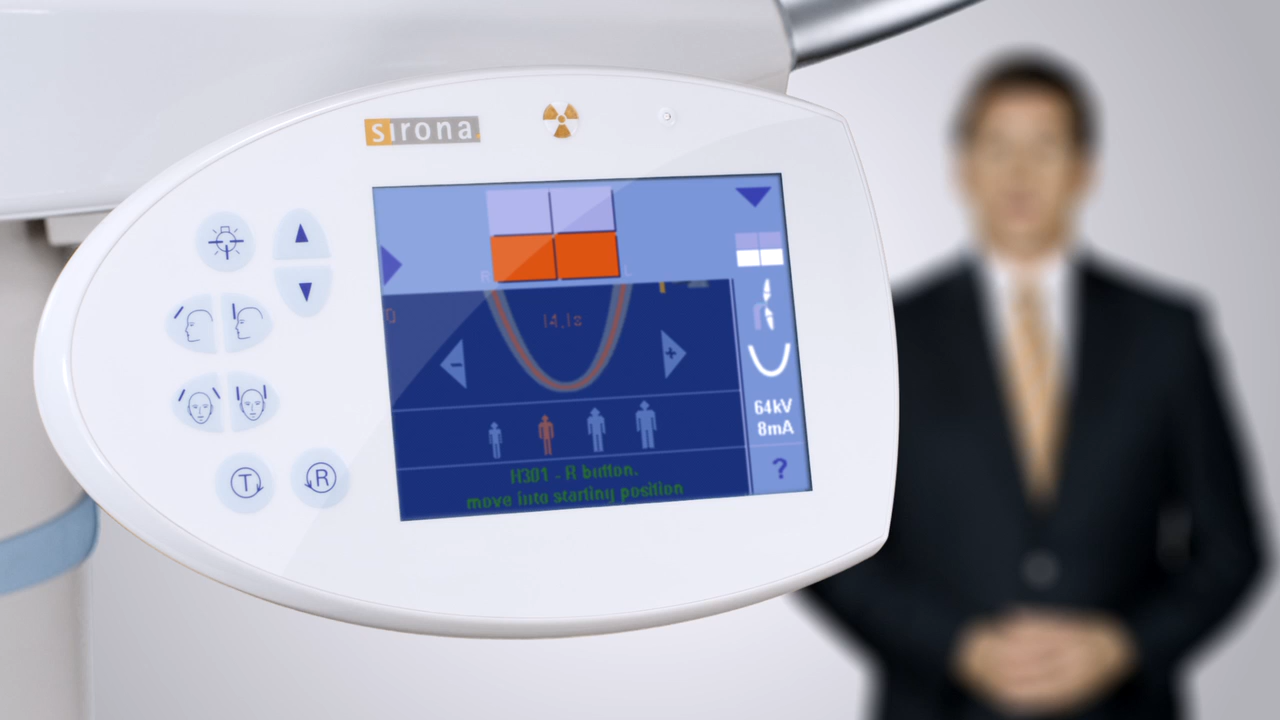 sirona.
R L
14.1s
- +
64kV
8mA
T R
?
H301 - R button.
move into starting position